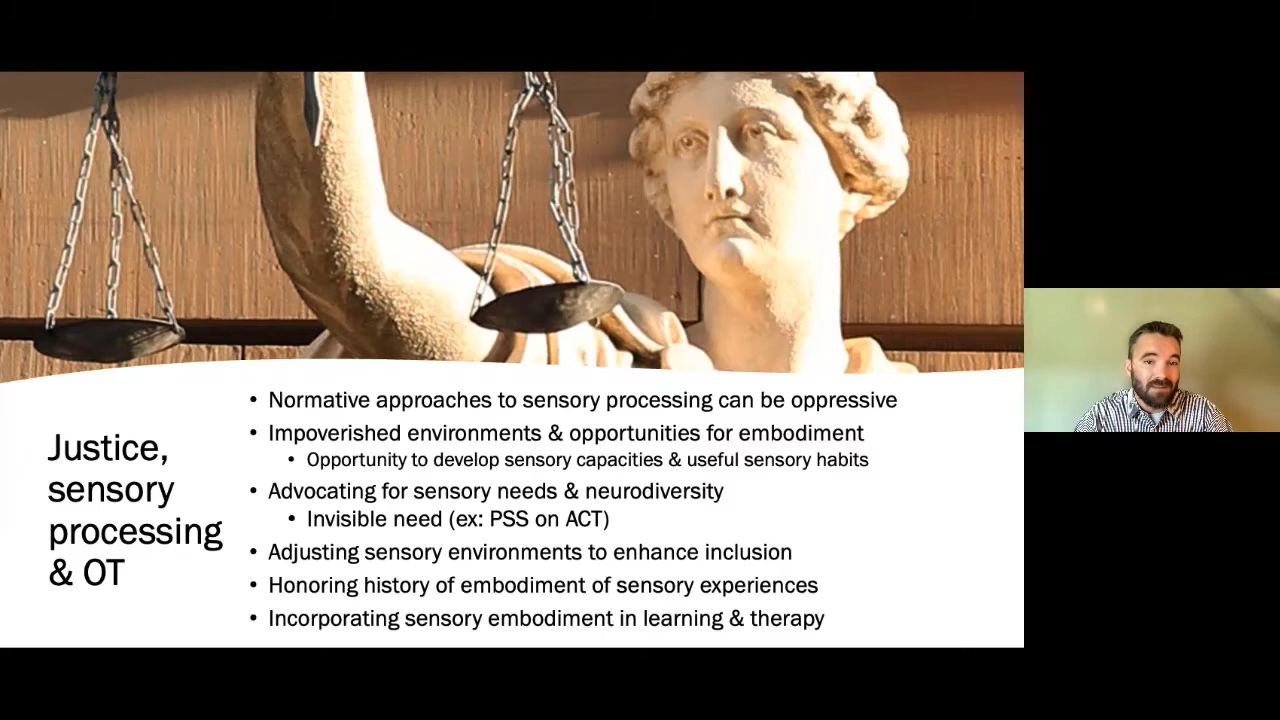 Justice,
sensory
processing
& OT
• Normative approaches to sensory processing can be oppressive
• Impoverished environments & opportunities for embodiment
• Opportunity to develop sensory capacities & useful sensory habits
• Advocating for sensory needs & neurodiversity
• Invisible need (ex: PSS on ACT)
• Adjusting sensory environments to enhance inclusion
• Honoring history of embodiment of sensory experiences
• Incorporating sensory embodiment in learning & therapy